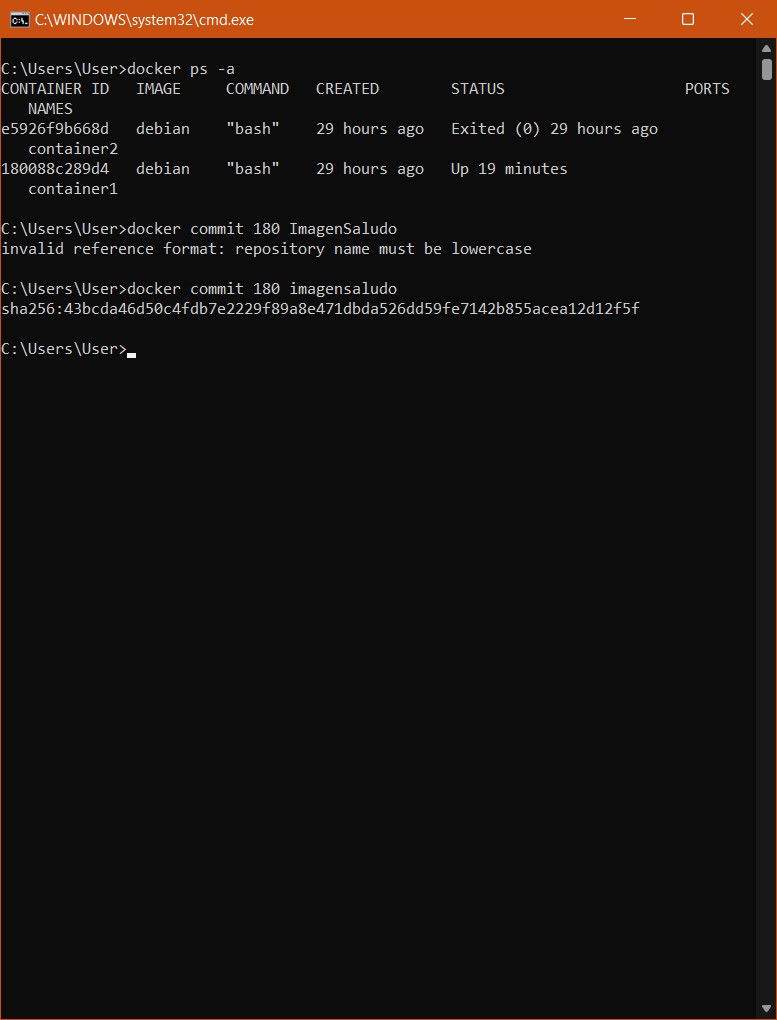 C:\WINDOWS\system32\cmd.exe
C:\Users\User>docker ps -a
CONTAINER ID   IMAGE     COMMAND   CREATED        STATUS                    PORTS
   NAMES
e5926f9b668d   debian    "bash"    29 hours ago   Exited (0) 29 hours ago
   container2
180088c289d4   debian    "bash"    29 hours ago   Up 19 minutes
   container1
C:\Users\User>docker commit 180 ImagenSaludo
invalid reference format: repository name must be lowercase
C:\Users\User>docker commit 180 imagensaludo
sha256:43bcda46d50c4fdb7e2229f89a8e471dbda526dd59fe7142b855acea12d12f5f
C:\Users\User>